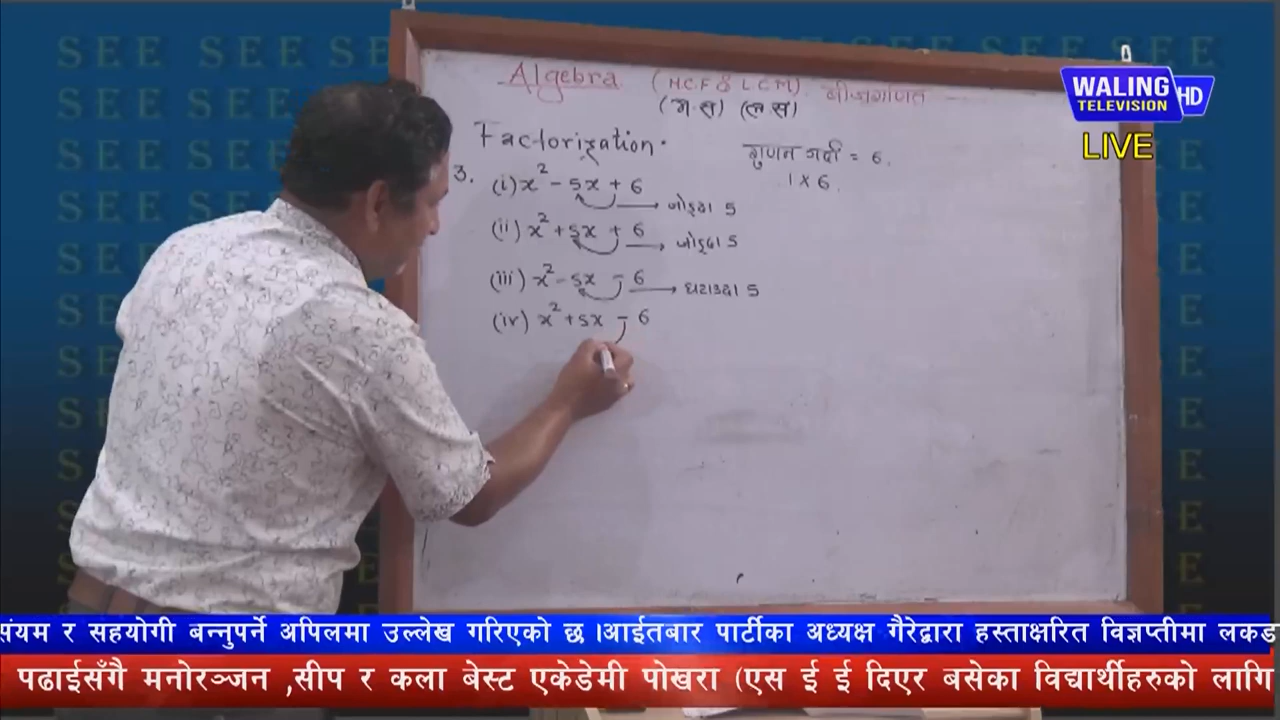 SEE SEE SEE
Algebra (H.C.F & L.C.M) बीजगणित
(म.स) (ल.स)
WALING TELEVISION HD
LIVE
Factorization.
गुणन गर्दा = 6.
1 x 6.
3. (i) x² - 5x + 6 → जोड्दा 5
(ii) x² + 5x + 6 → जोड्दा 5
(iii) x² - 5x - 6 → घटाउदा 5
(iv) x² + 5x - 6
संयम र सहयोगी बन्नुपर्ने अपिलमा उल्लेख गरिएको छ ।आईतबार पार्टीका अध्यक्ष गैरेद्वारा हस्ताक्षरित विज्ञप्तीमा लकड
पढाईसँगै मनोरञ्जन ,सीप र कला बेस्ट एकेडेमी पोखरा (एस ई ई दिएर बसेका विद्यार्थीहरुको लागि